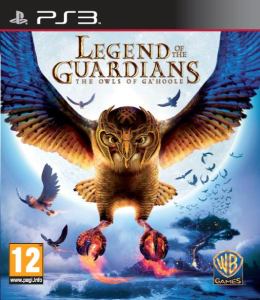 PS3
LEGEND OF THE
GUARDIANS
THE OWLS OF GA'HOOLE
12
www.pegi.info
WB
GAMES